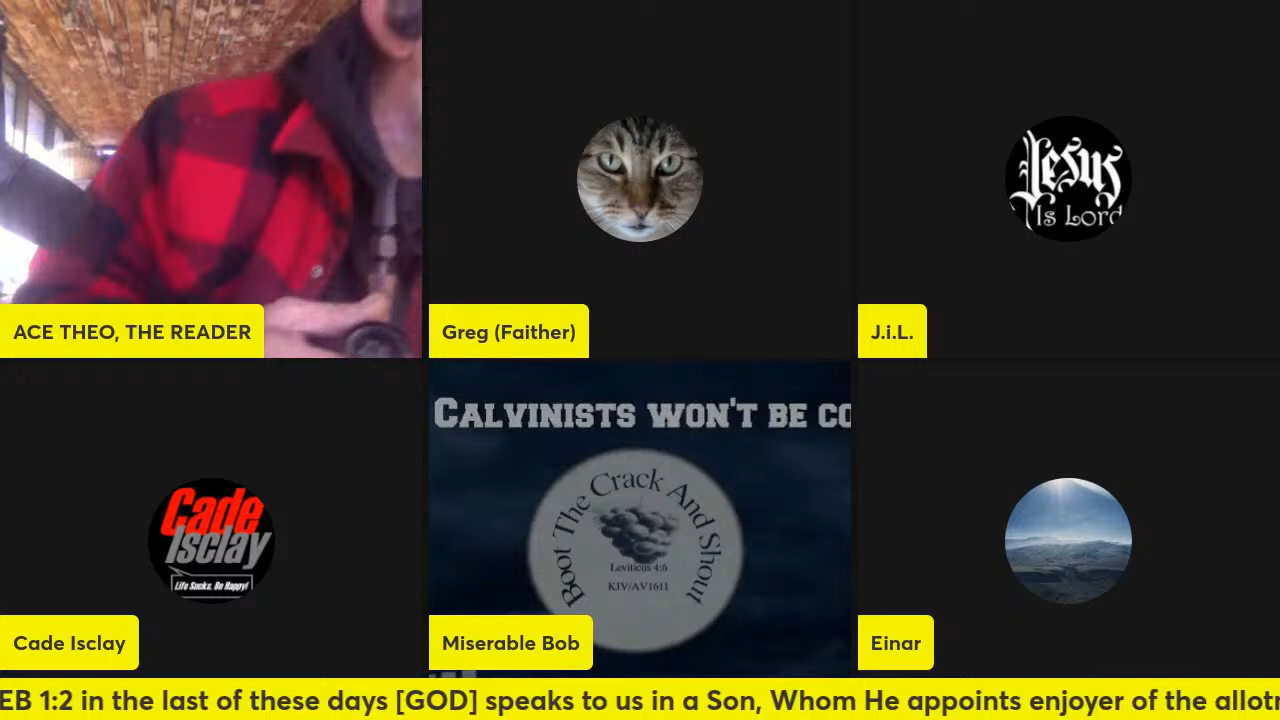 ACE THEO, THE READER
Greg (Faither)
Jesus
Is Lord
J.i.L.
Cade
Isclay
Life Sucks. Be Happy!
Cade Isclay
CALVINISTS WON'T BE CO
Boot The Crack And Shout
Leviticus 4:6
KJV/AV1611
Miserable Bob
Einar
EB 1:2 in the last of these days [GOD] speaks to us in a Son, Whom He appoints enjoyer of the allot